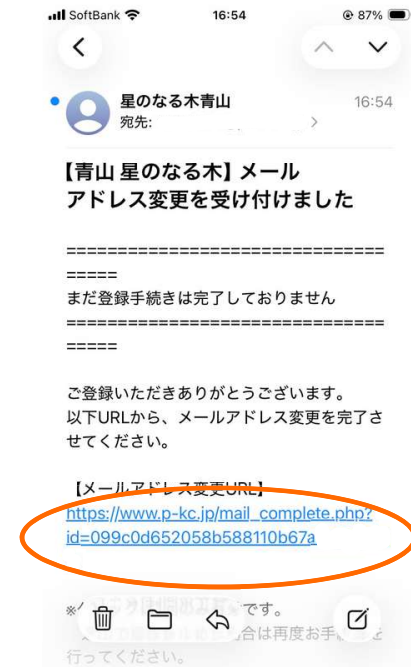 SoftBank 16:54 87%
星のなる木青山 16:54
宛先:
【青山 星のなる木】メール
アドレス変更を受け付けました
===============================
=====
まだ登録手続きは完了しておりません
===============================
=====
ご登録いただきありがとうございます。
以下URLから、メールアドレス変更を完了さ
せてください。
【メールアドレス変更URL】
https://www.p-kc.jp/mail_complete.php?
id=099c0d652058b588110b67a
です。
合は再度お手
行ってください。